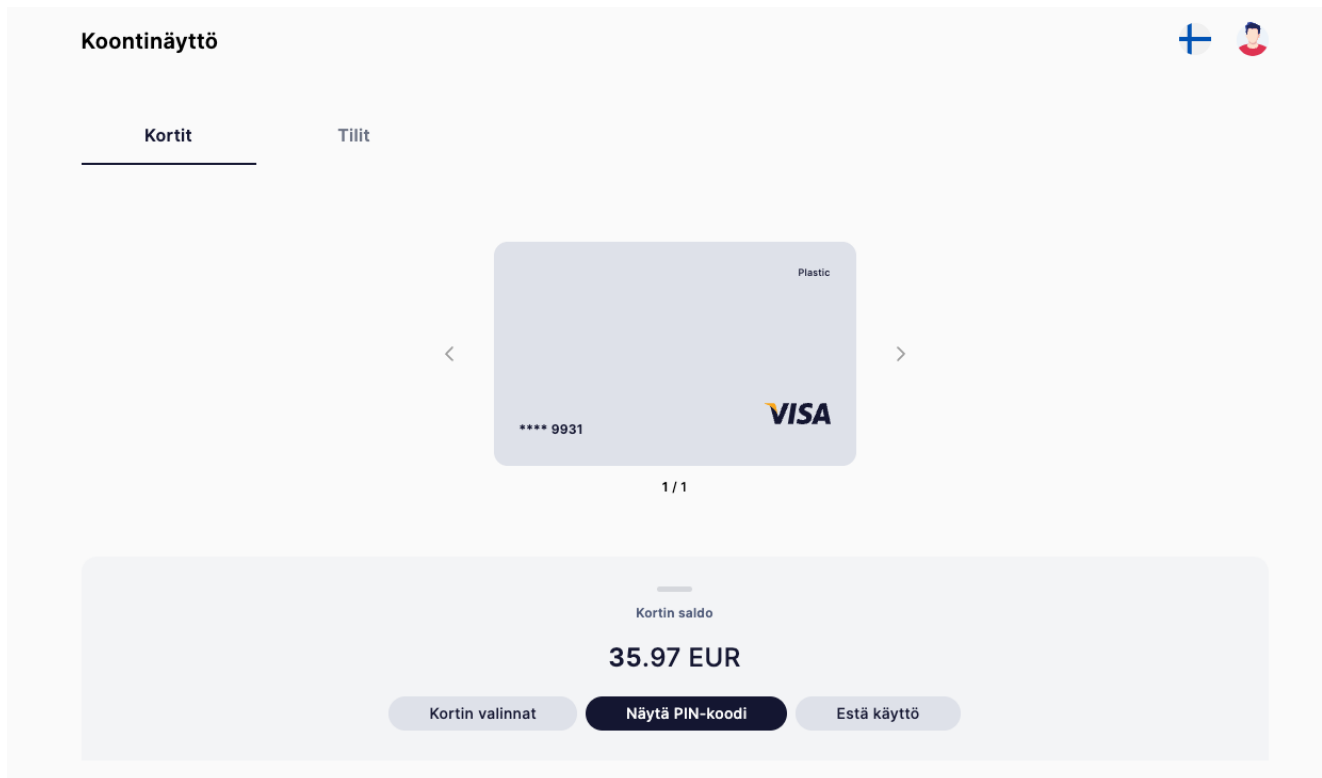 Koontinäyttö
Kortit Tilit
Plastic
VISA
**** 9931
1 / 1
Kortin saldo
35.97 EUR
Kortin valinnat Näytä PIN-koodi Estä käyttö